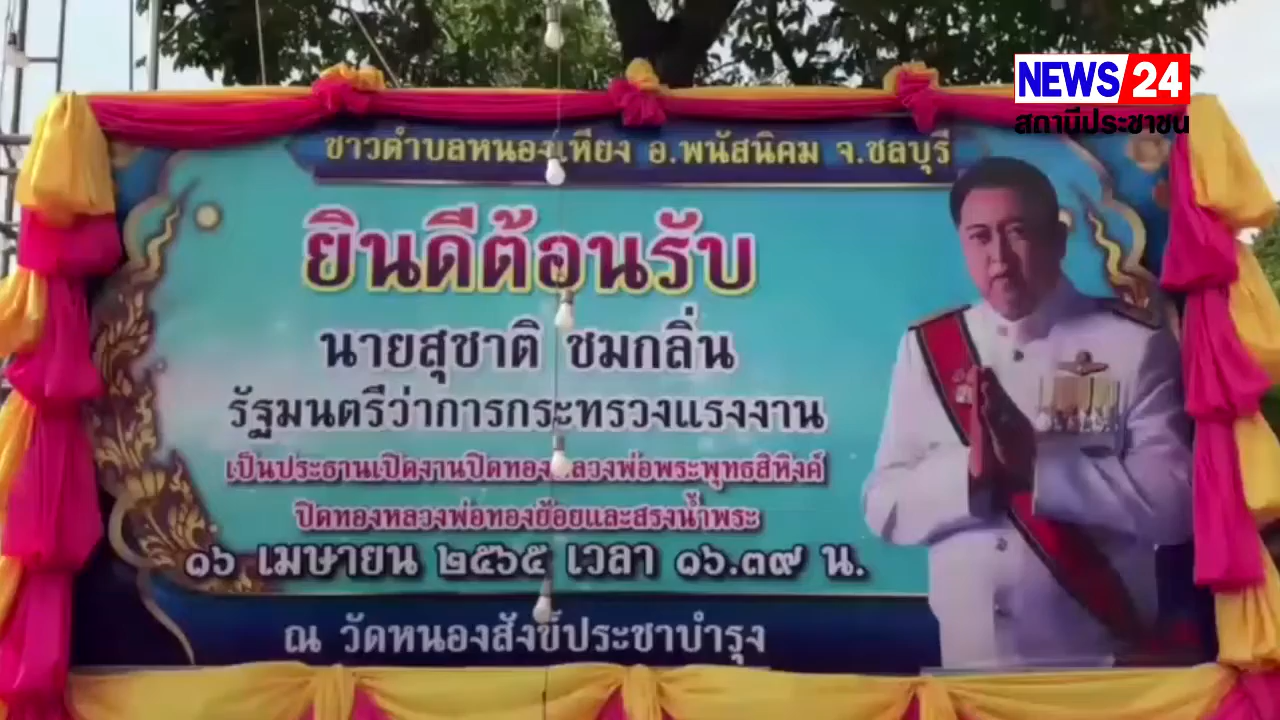 NEWS 24
สถานีประชาชน
ชาวตำบลหนองเหียง อ.พนัสนิคม จ.ชลบุรี
ยินดีต้อนรับ
นายสุชาติ ชมกลิ่น
รัฐมนตรีว่าการกระทรวงแรงงาน
เป็นประธานเปิดงานปิดทองหลวงพ่อพระพุทธสิหิงค์
ปิดทองหลวงพ่อทองย้อยและสรงน้ำพระ
๑๖ เมษายน ๒๕๖๕ เวลา ๑๖.๓๙ น.
ณ วัดหนองสังข์ประชาบำรุง